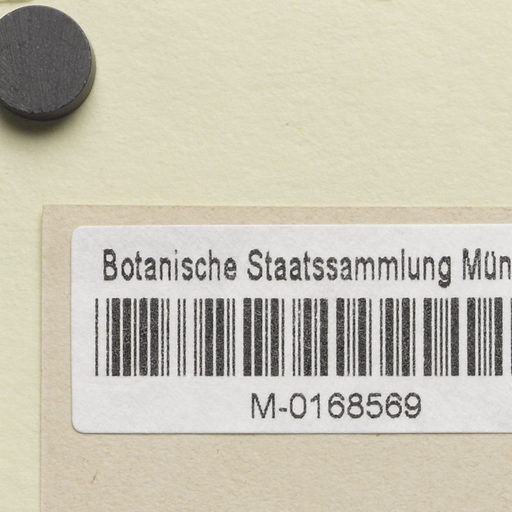 Botanische Staatssammlung Mün
M-0168569